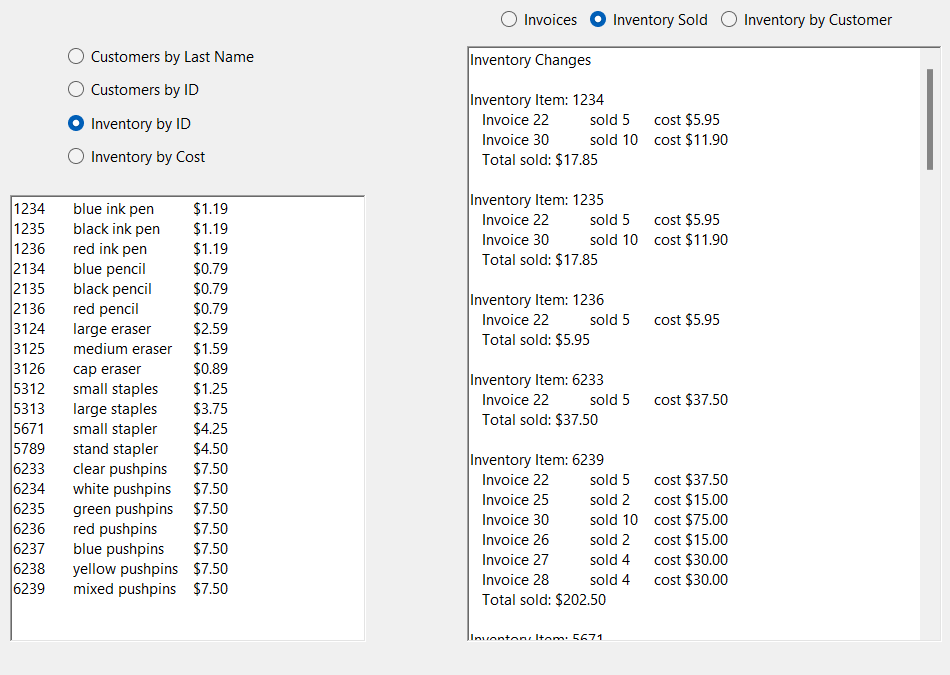 Invoices Inventory Sold Inventory by Customer
Customers by Last Name
Customers by ID
Inventory by ID
Inventory by Cost
1234 blue ink pen $1.19
1235 black ink pen $1.19
1236 red ink pen $1.19
2134 blue pencil $0.79
2135 black pencil $0.79
2136 red pencil $0.79
3124 large eraser $2.59
3125 medium eraser $1.59
3126 cap eraser $0.89
5312 small staples $1.25
5313 large staples $3.75
5671 small stapler $4.25
5789 stand stapler $4.50
6233 clear pushpins $7.50
6234 white pushpins $7.50
6235 green pushpins $7.50
6236 red pushpins $7.50
6237 blue pushpins $7.50
6238 yellow pushpins $7.50
6239 mixed pushpins $7.50
Inventory Changes
Inventory Item: 1234
Invoice 22 sold 5 cost $5.95
Invoice 30 sold 10 cost $11.90
Total sold: $17.85
Inventory Item: 1235
Invoice 22 sold 5 cost $5.95
Invoice 30 sold 10 cost $11.90
Total sold: $17.85
Inventory Item: 1236
Invoice 22 sold 5 cost $5.95
Total sold: $5.95
Inventory Item: 6233
Invoice 22 sold 5 cost $37.50
Total sold: $37.50
Inventory Item: 6239
Invoice 22 sold 5 cost $37.50
Invoice 25 sold 2 cost $15.00
Invoice 30 sold 10 cost $75.00
Invoice 26 sold 2 cost $15.00
Invoice 27 sold 4 cost $30.00
Invoice 28 sold 4 cost $30.00
Total sold: $202.50
Inventory Item: 5671